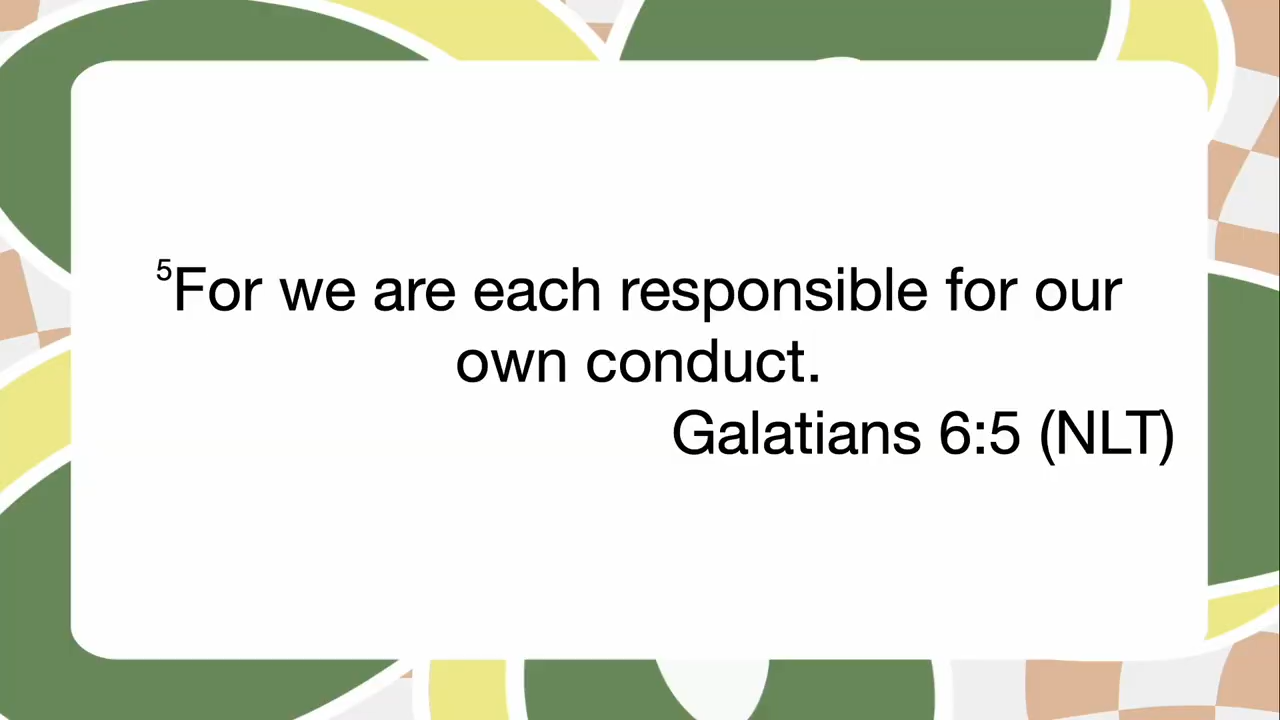 ⁵For we are each responsible for our
own conduct.
Galatians 6:5 (NLT)